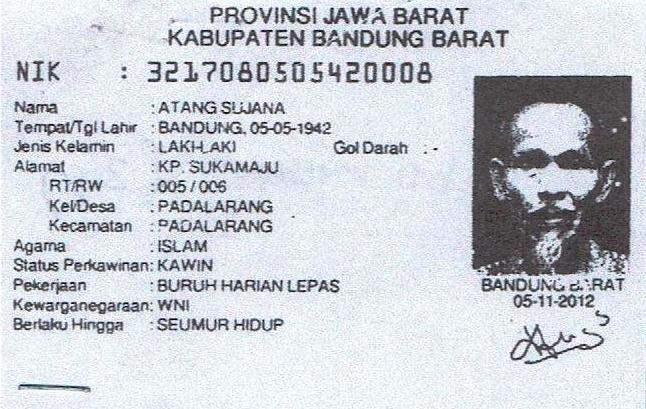 PROVINSI JAWA BARAT
KABUPATEN BANDUNG BARAT
NIK : 3217080505420008
Nama : ATANG SUJANA
Tempat/Tgl Lahir : BANDUNG, 05-05-1942
Jenis Kelamin : LAKI-LAKI Gol Darah : -
Alamat : KP. SUKAMAJU
RT/RW : 005 / 006
Kel/Desa : PADALARANG
Kecamatan : PADALARANG
Agama : ISLAM
Status Perkawinan: KAWIN
Pekerjaan : BURUH HARIAN LEPAS
Kewarganegaraan: WNI
Berlaku Hingga : SEUMUR HIDUP
BANDUNG BARAT
05-11-2012